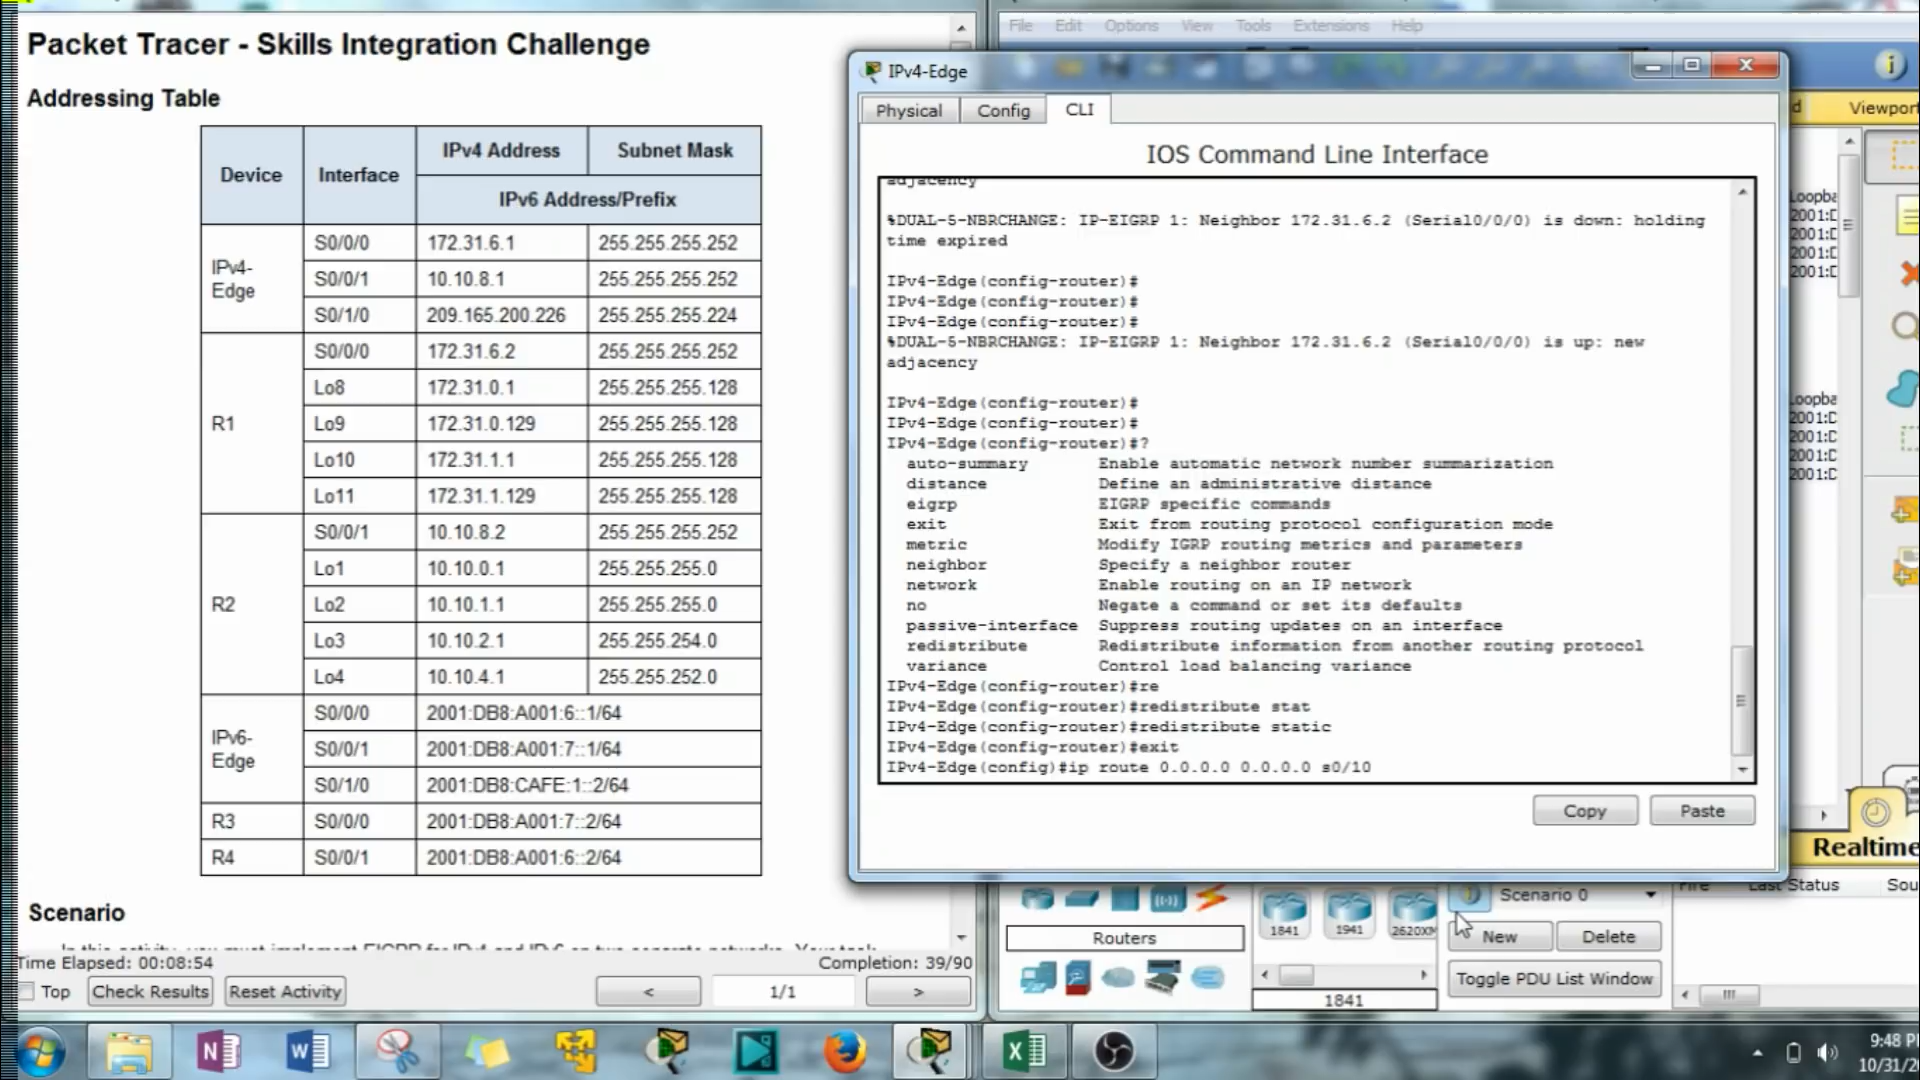 Packet Tracer - Skills Integration Challenge
Addressing Table
Device Interface IPv4 Address Subnet Mask
IPv6 Address/Prefix
IPv4-Edge S0/0/0 172.31.6.1 255.255.255.252
S0/0/1 10.10.8.1 255.255.255.252
S0/1/0 209.165.200.226 255.255.255.224
R1 S0/0/0 172.31.6.2 255.255.255.252
Lo8 172.31.0.1 255.255.255.128
Lo9 172.31.0.129 255.255.255.128
Lo10 172.31.1.1 255.255.255.128
Lo11 172.31.1.129 255.255.255.128
R2 S0/0/1 10.10.8.2 255.255.255.252
Lo1 10.10.0.1 255.255.255.0
Lo2 10.10.1.1 255.255.255.0
Lo3 10.10.2.1 255.255.254.0
Lo4 10.10.4.1 255.255.252.0
IPv6-Edge S0/0/0 2001:DB8:A001:6::1/64
S0/0/1 2001:DB8:A001:7::1/64
S0/1/0 2001:DB8:CAFE:1::2/64
R3 S0/0/0 2001:DB8:A001:7::2/64
R4 S0/0/1 2001:DB8:A001:6::2/64
Scenario
Time Elapsed: 00:08:54 Completion: 39/90
Top Check Results Reset Activity < 1/1 >
File Edit Options View Tools Extensions Help
IPv4-Edge
Physical Config CLI
IOS Command Line Interface
adjacency
%DUAL-5-NBRCHANGE: IP-EIGRP 1: Neighbor 172.31.6.2 (Serial0/0/0) is down: holding
time expired
IPv4-Edge(config-router)#
IPv4-Edge(config-router)#
IPv4-Edge(config-router)#
%DUAL-5-NBRCHANGE: IP-EIGRP 1: Neighbor 172.31.6.2 (Serial0/0/0) is up: new
adjacency
IPv4-Edge(config-router)#
IPv4-Edge(config-router)#
IPv4-Edge(config-router)#?
auto-summary Enable automatic network number summarization
distance Define an administrative distance
eigrp EIGRP specific commands
exit Exit from routing protocol configuration mode
metric Modify IGRP routing metrics and parameters
neighbor Specify a neighbor router
network Enable routing on an IP network
no Negate a command or set its defaults
passive-interface Suppress routing updates on an interface
redistribute Redistribute information from another routing protocol
variance Control load balancing variance
IPv4-Edge(config-router)#re
IPv4-Edge(config-router)#redistribute stat
IPv4-Edge(config-router)#redistribute static
IPv4-Edge(config-router)#exit
IPv4-Edge(config)#ip route 0.0.0.0 0.0.0.0 s0/10
Copy Paste
Viewport
Loopba
2001:D
2001:D
2001:D
2001:D
Loopba
2001:D
2001:D
2001:D
2001:D
Realtime
Routers
1841 1941 2620XM
1841
Scenario 0
New Delete
Toggle PDU List Window
Fire Last Status Sou
9:48 P
10/31/2